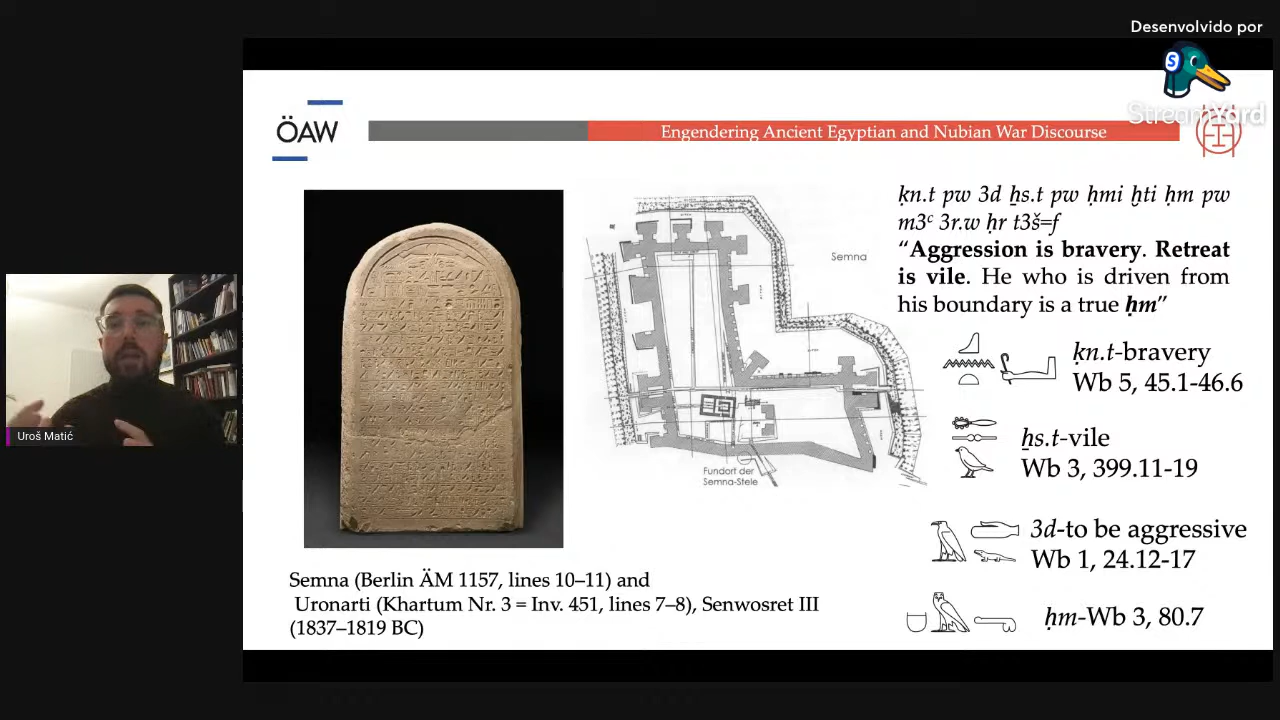 Desenvolvido por
StreamYard
ÖAW
Engendering Ancient Egyptian and Nubian War Discourse
ḳn.t pw 3d ẖs.t pw ḥmi ḫti ḥm pw
m3ᶜ 3r.w ḥr t3š=f
“Aggression is bravery. Retreat
is vile. He who is driven from
his boundary is a true ḥm”
Semna
Fundort der
Semna-Stele
ḳn.t-bravery
Wb 5, 45.1-46.6
ẖs.t-vile
Wb 3, 399.11-19
3d-to be aggressive
Wb 1, 24.12-17
ḥm-Wb 3, 80.7
Uroš Matić
Semna (Berlin ÄM 1157, lines 10–11) and
Uronarti (Khartum Nr. 3 = Inv. 451, lines 7–8), Senwosret III
(1837–1819 BC)